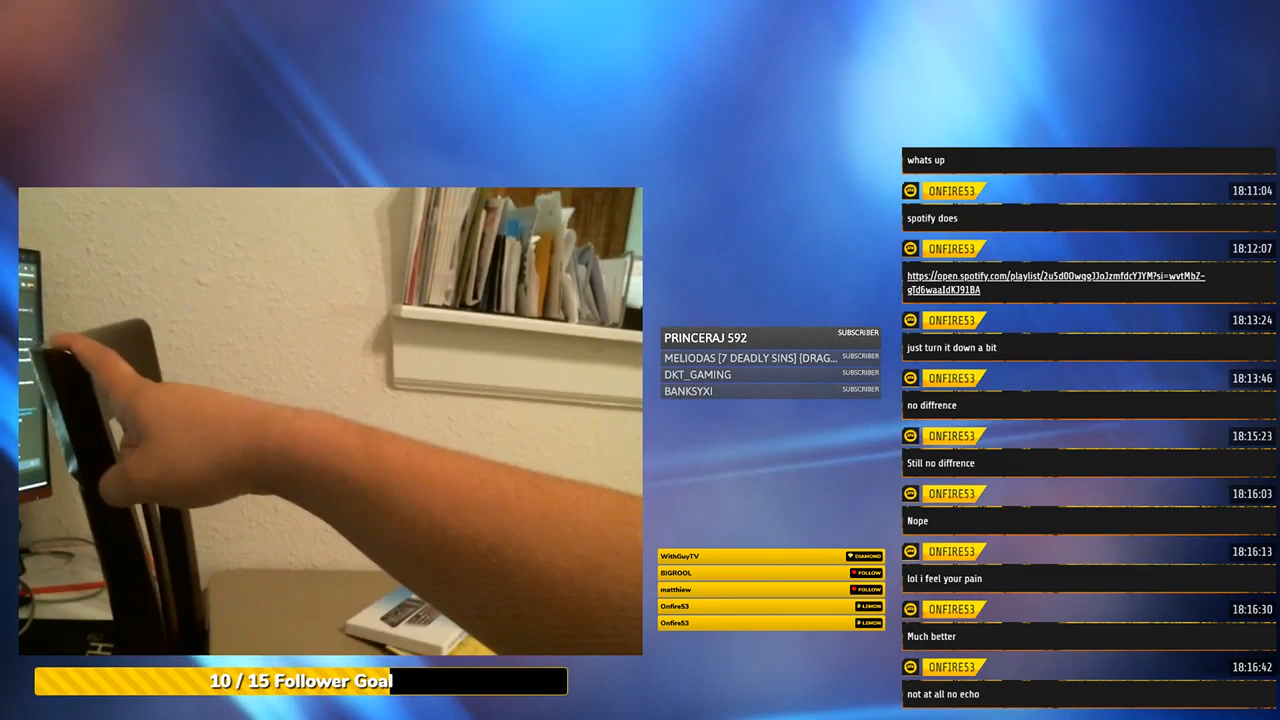 whats up
ONFIRE53 18:11:04
spotify does
ONFIRE53 18:12:07
https://open.spotify.com/playlist/2u5d0OwqgJJoJzmfdcYJYM?si=wvtMbZ-
gTd6waaIdKJ91BA
ONFIRE53 18:13:24
just turn it down a bit
ONFIRE53 18:13:46
no diffrence
ONFIRE53 18:15:23
Still no diffrence
ONFIRE53 18:16:03
Nope
ONFIRE53 18:16:13
lol i feel your pain
ONFIRE53 18:16:30
Much better
ONFIRE53 18:16:42
not at all no echo
PRINCERAJ 592 SUBSCRIBER
MELIODAS [7 DEADLY SINS] {DRAG... SUBSCRIBER
DKT_GAMING SUBSCRIBER
BANKSYXI SUBSCRIBER
WithGuyTV DIAMOND
BIGROOL FOLLOW
matthiew FOLLOW
Onfire53 LEMON
Onfire53 LEMON
10 / 15 Follower Goal